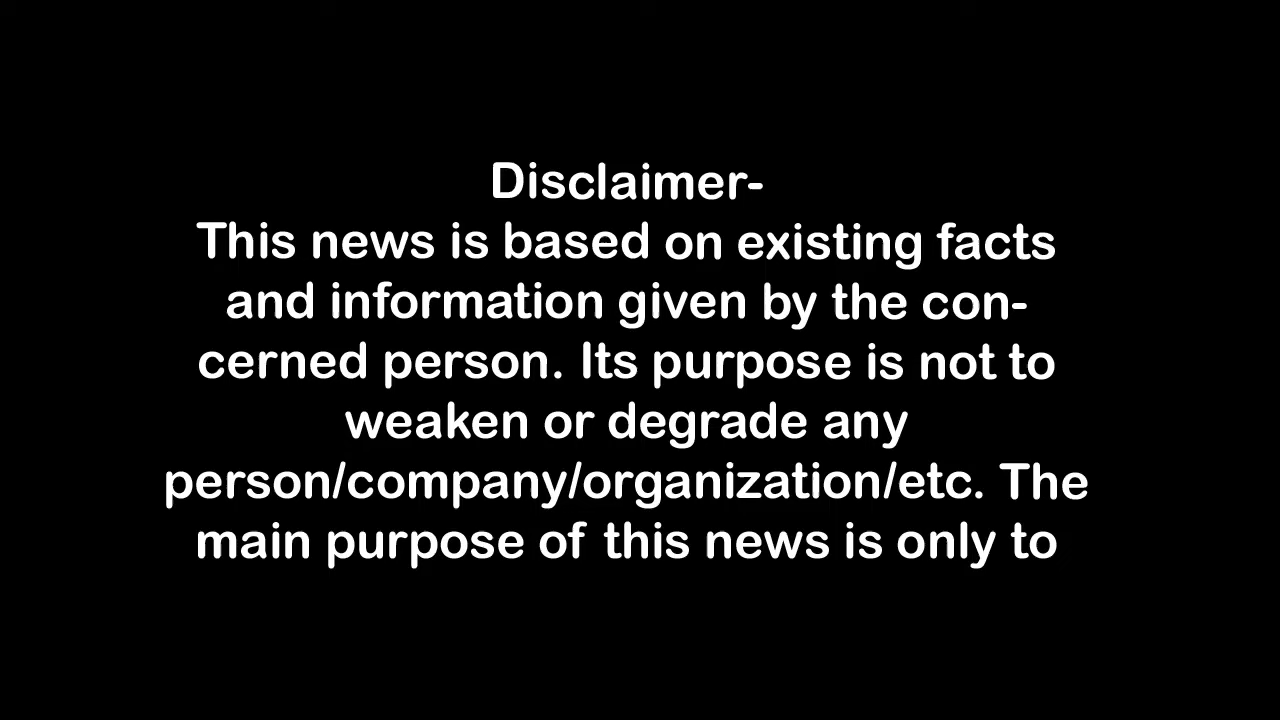 Disclaimer-
This news is based on existing facts
and information given by the con-
cerned person. Its purpose is not to
weaken or degrade any
person/company/organization/etc. The
main purpose of this news is only to